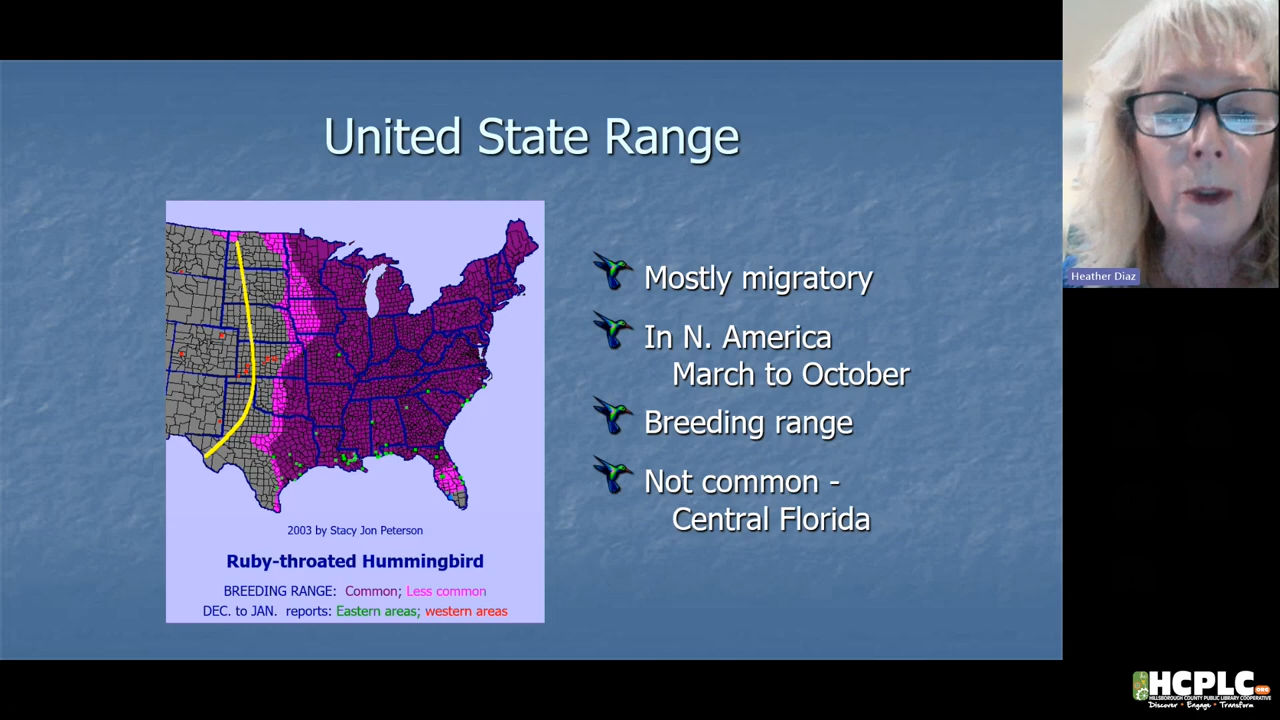 United State Range
Mostly migratory
In N. America
March to October
Breeding range
Not common -
Central Florida
2003 by Stacy Jon Peterson
Ruby-throated Hummingbird
BREEDING RANGE: Common; Less common
DEC. to JAN. reports: Eastern areas; western areas
Heather Diaz
HCPLC.ORG
HILLSBOROUGH COUNTY PUBLIC LIBRARY COOPERATIVE
Discover • Engage • Transform